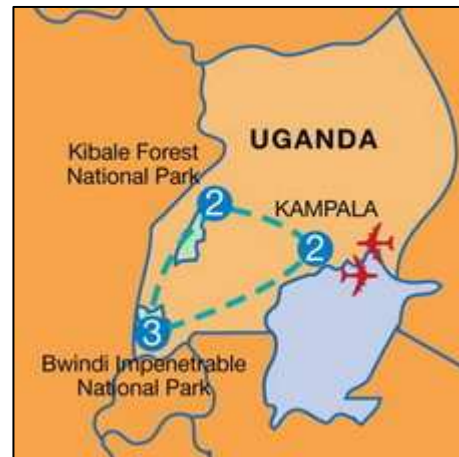 UGANDA
Kibale Forest
National Park
2
KAMPALA
2
3
Bwindi Impenetrable
National Park